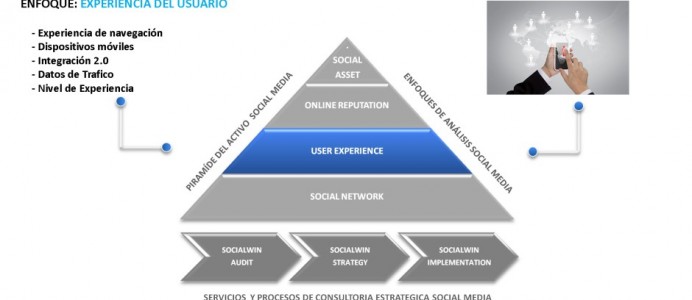 ENFOQUE: EXPERIENCIA DEL USUARIO
- Experiencia de navegación
- Dispositivos móviles
- Integración 2.0
- Datos de Trafico
- Nivel de Experiencia
PIRAMÍDE DEL ACTIVO SOCIAL MEDIA
SOCIAL
ASSET
ONLINE REPUTATION
USER EXPERIENCE
SOCIAL NETWORK
ENFOQUES DE ANÁLISIS SOCIAL MEDIA
SOCIALWIN
AUDIT
SOCIALWIN
STRATEGY
SOCIALWIN
IMPLEMENTATION
SERVICIOS Y PROCESOS DE CONSULTORIA ESTRATEGICA SOCIAL MEDIA